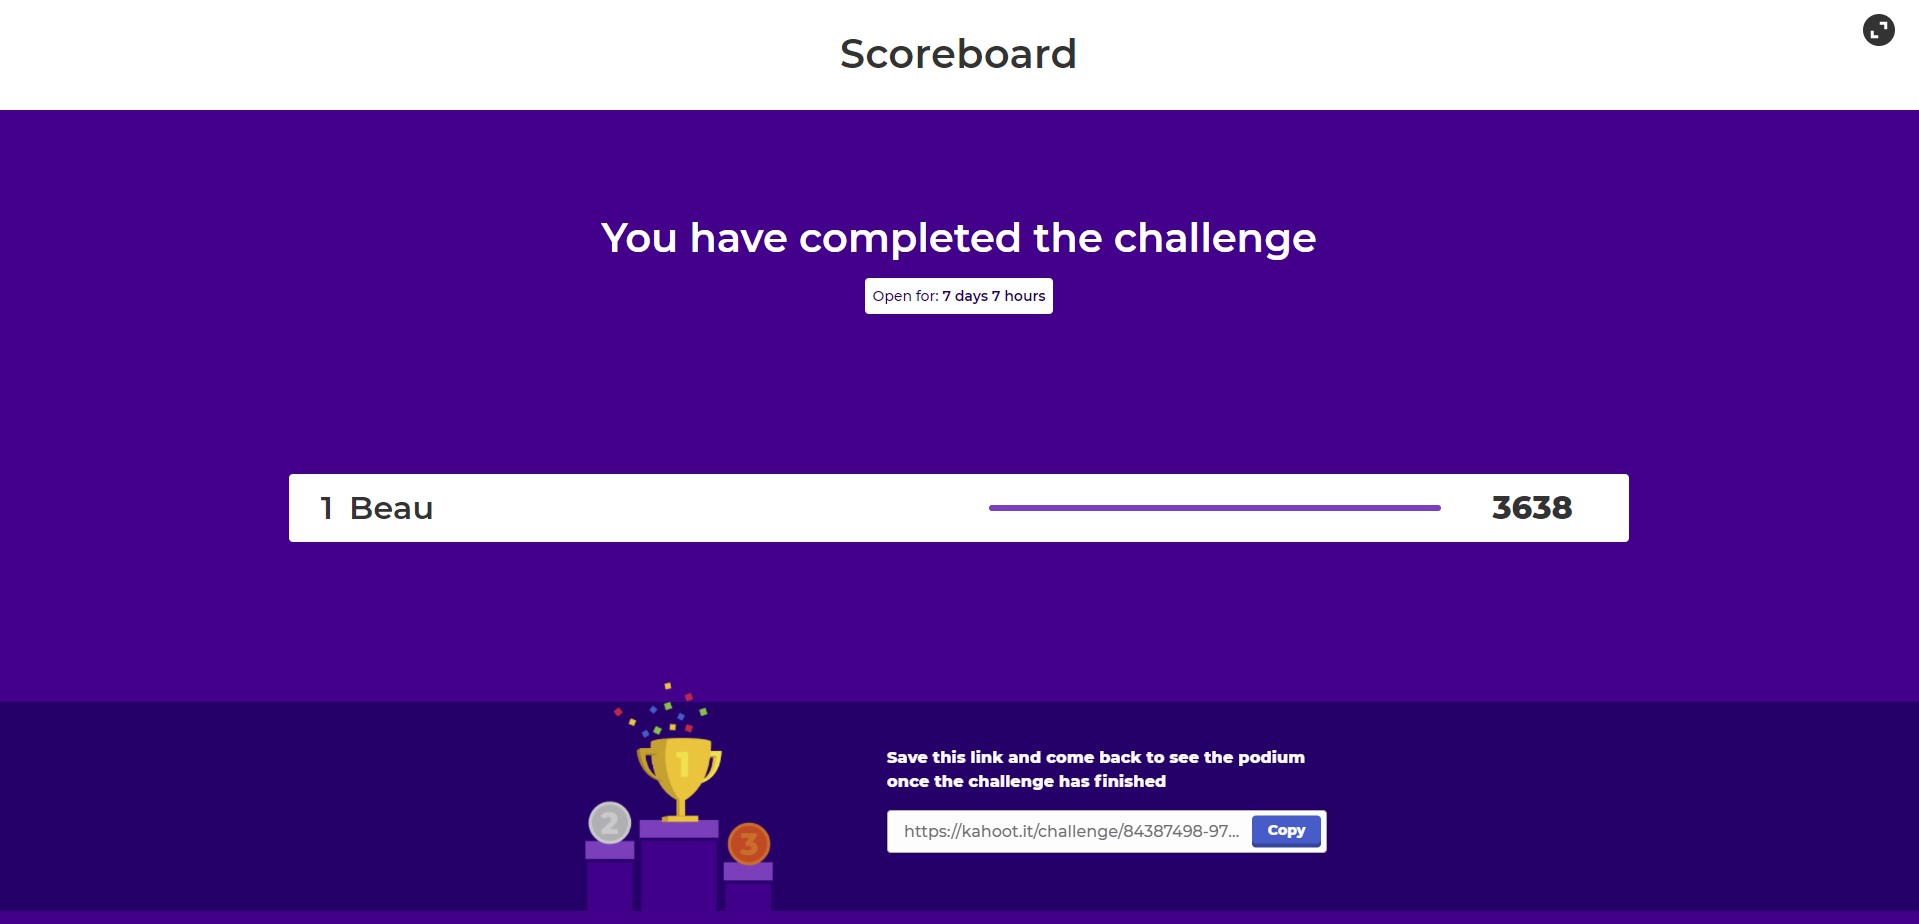 Scoreboard
You have completed the challenge
Open for: 7 days 7 hours
1 Beau 3638
1
2
3
Save this link and come back to see the podium
once the challenge has finished
https://kahoot.it/challenge/84387498-97... Copy